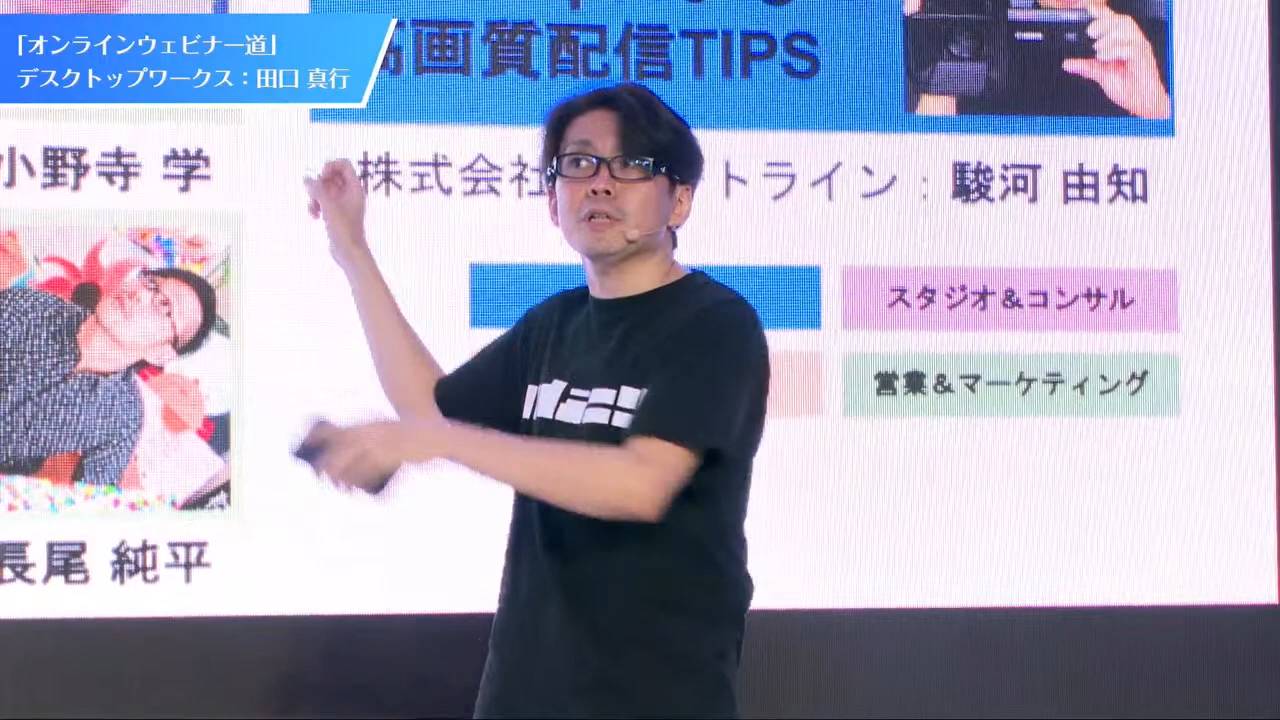 「オンラインウェビナー道」
デスクトップワークス：田口 真行
画質配信TIPS
小野寺 学
株式会社
トライン：駿河 由知
スタジオ＆コンサル
営業＆マーケティング
長尾 純平